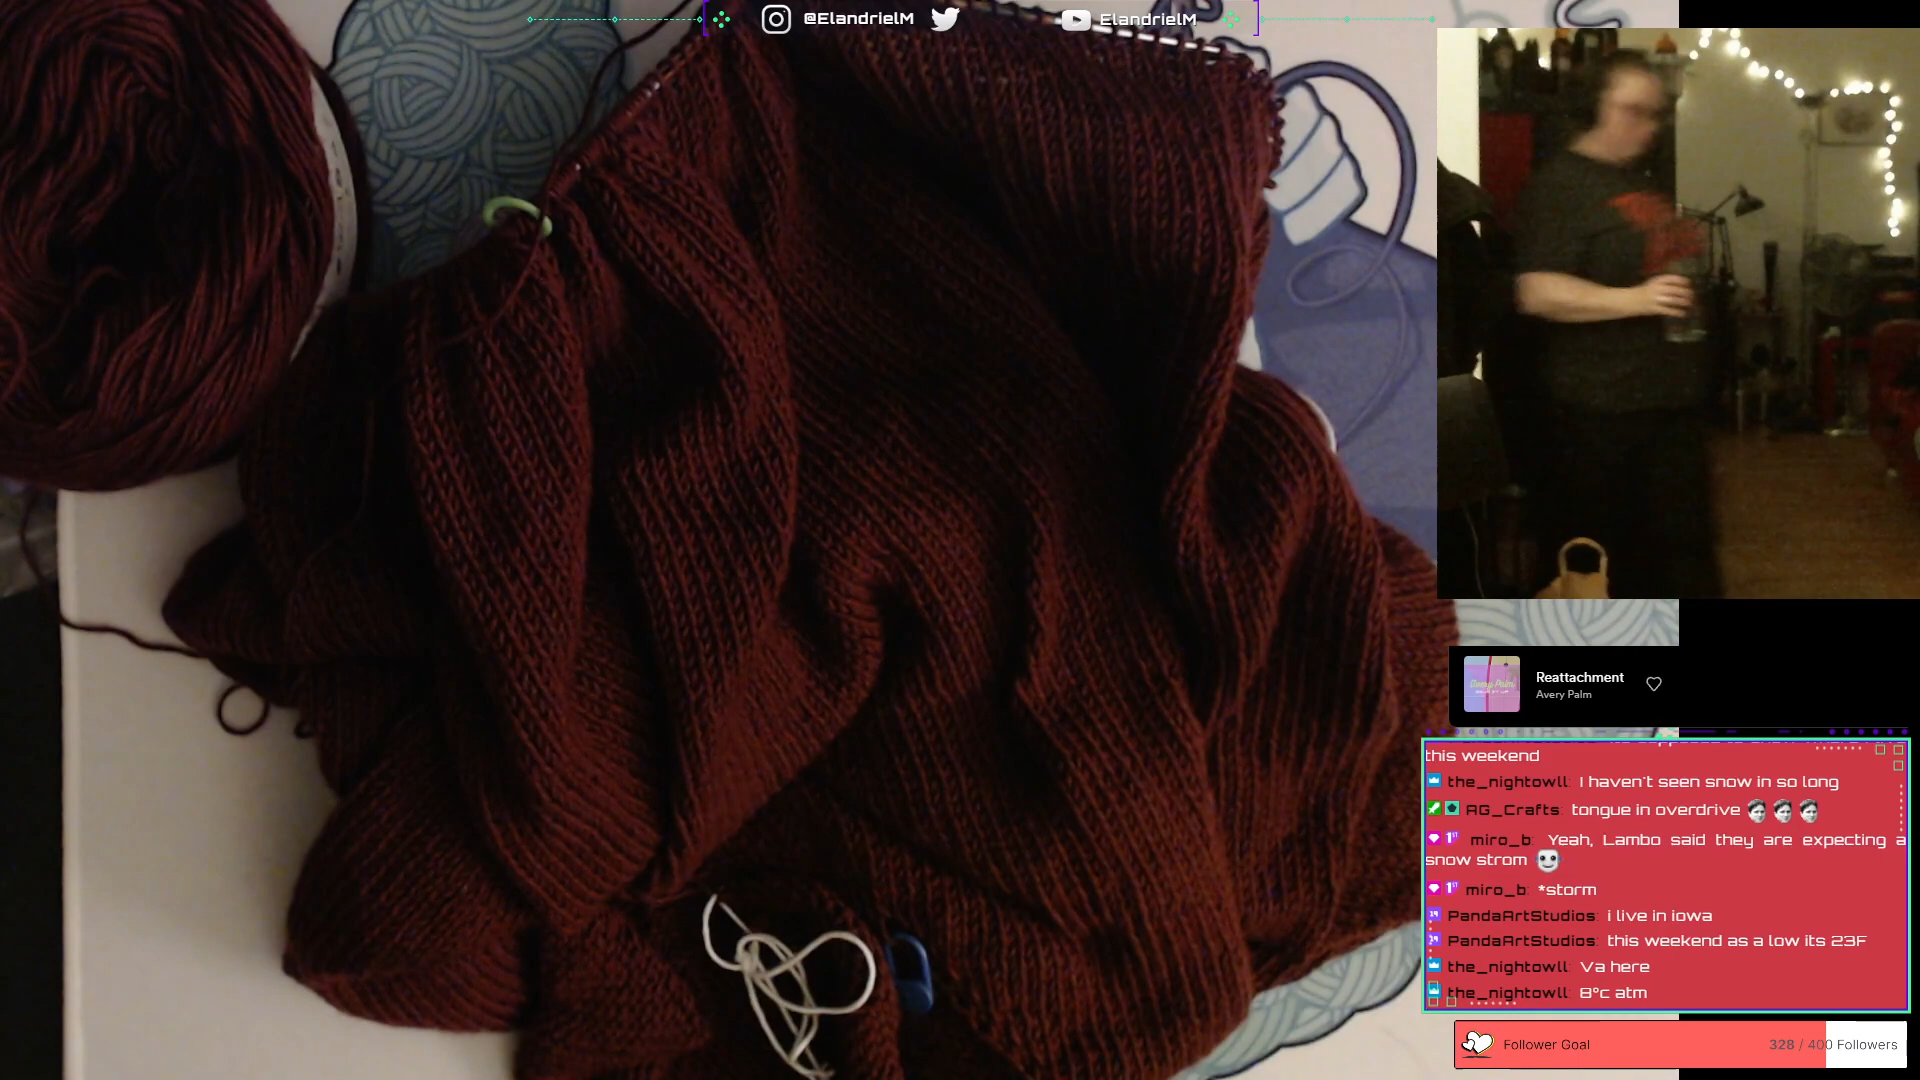 @ElandrielM
ElandrielM
Reattachment
Avery Palm
this weekend
the_nightowll: I haven't seen snow in so long
AG_Crafts: tongue in overdrive
miro_b: Yeah, Lambo said they are expecting a
snow strom
miro_b: *storm
PandaArtStudios: i live in iowa
PandaArtStudios: this weekend as a low its 23F
the_nightowll: Va here
the_nightowll: 8°c atm
Follower Goal
328 / 400 Followers